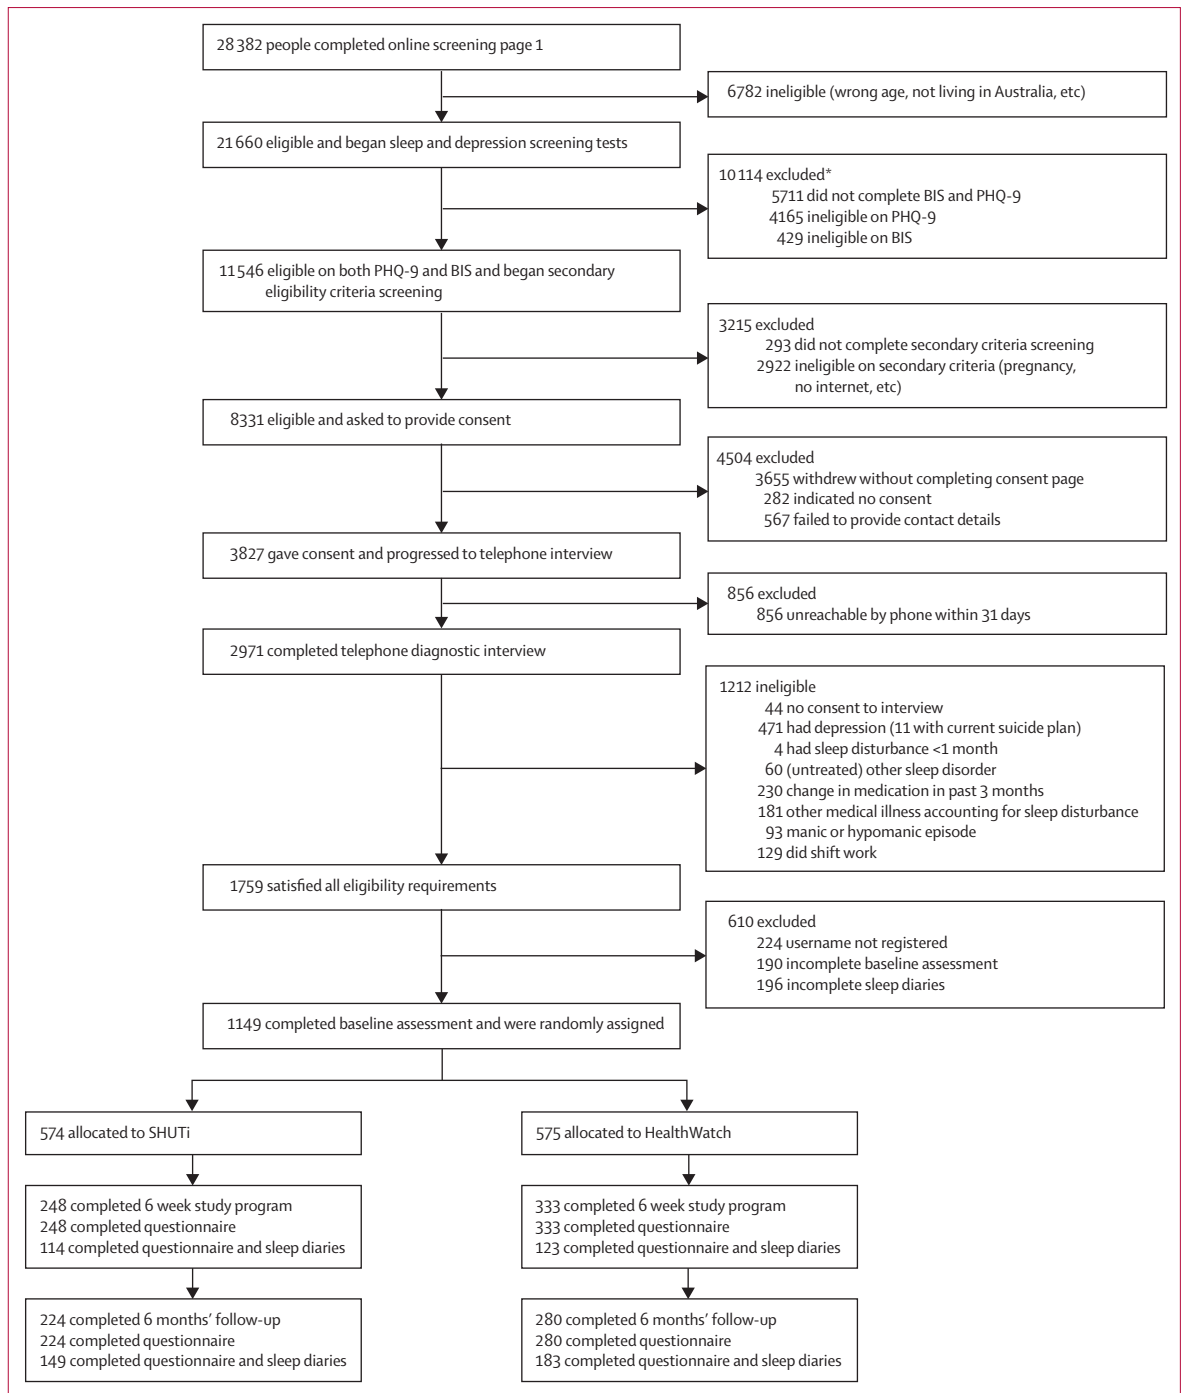 28 382 people completed online screening page 1
6782 ineligible (wrong age, not living in Australia, etc)
21 660 eligible and began sleep and depression screening tests
10 114 excluded*
5711 did not complete BIS and PHQ-9
4165 ineligible on PHQ-9
429 ineligible on BIS
11 546 eligible on both PHQ-9 and BIS and began secondary
eligibility criteria screening
3215 excluded
293 did not complete secondary criteria screening
2922 ineligible on secondary criteria (pregnancy,
no internet, etc)
8331 eligible and asked to provide consent
4504 excluded
3655 withdrew without completing consent page
282 indicated no consent
567 failed to provide contact details
3827 gave consent and progressed to telephone interview
856 excluded
856 unreachable by phone within 31 days
2971 completed telephone diagnostic interview
1212 ineligible
44 no consent to interview
471 had depression (11 with current suicide plan)
4 had sleep disturbance <1 month
60 (untreated) other sleep disorder
230 change in medication in past 3 months
181 other medical illness accounting for sleep disturbance
93 manic or hypomanic episode
129 did shift work
1759 satisfied all eligibility requirements
610 excluded
224 username not registered
190 incomplete baseline assessment
196 incomplete sleep diaries
1149 completed baseline assessment and were randomly assigned
574 allocated to SHUTi
248 completed 6 week study program
248 completed questionnaire
114 completed questionnaire and sleep diaries
224 completed 6 months’ follow-up
224 completed questionnaire
149 completed questionnaire and sleep diaries
575 allocated to HealthWatch
333 completed 6 week study program
333 completed questionnaire
123 completed questionnaire and sleep diaries
280 completed 6 months’ follow-up
280 completed questionnaire
183 completed questionnaire and sleep diaries